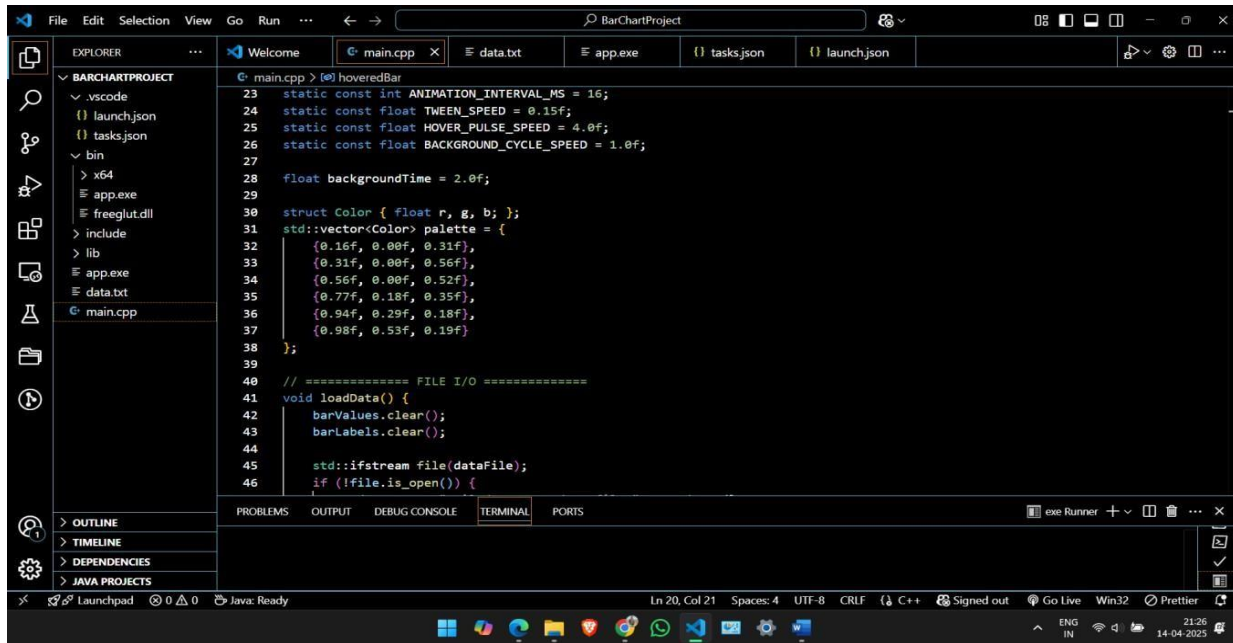 File Edit Selection View Go Run ··· ← → BarChartProject
EXPLORER ···
Welcome main.cpp × data.txt app.exe {} tasks.json {} launch.json ···
BARCHARTPROJECT
.vscode
{} launch.json
{} tasks.json
bin
> x64
app.exe
freeglut.dll
> include
> lib
app.exe
data.txt
main.cpp
> OUTLINE
> TIMELINE
> DEPENDENCIES
> JAVA PROJECTS
main.cpp > hoveredBar
23 static const int ANIMATION_INTERVAL_MS = 16;
24 static const float TWEEN_SPEED = 0.15f;
25 static const float HOVER_PULSE_SPEED = 4.0f;
26 static const float BACKGROUND_CYCLE_SPEED = 1.0f;
27
28 float backgroundTime = 2.0f;
29
30 struct Color { float r, g, b; };
31 std::vector<Color> palette = {
32 {0.16f, 0.00f, 0.31f},
33 {0.31f, 0.00f, 0.56f},
34 {0.56f, 0.00f, 0.52f},
35 {0.77f, 0.18f, 0.35f},
36 {0.94f, 0.29f, 0.18f},
37 {0.98f, 0.53f, 0.19f}
38 };
39
40 // ============== FILE I/O ==============
41 void loadData() {
42 barValues.clear();
43 barLabels.clear();
44
45 std::ifstream file(dataFile);
46 if (!file.is_open()) {
PROBLEMS OUTPUT DEBUG CONSOLE TERMINAL PORTS exe Runner + ··· ×
1
Launchpad 0 0 Java: Ready Ln 20, Col 21 Spaces: 4 UTF-8 CRLF {} C++ Signed out Go Live Win32 Prettier
ENG
IN
21:26
14-04-2025